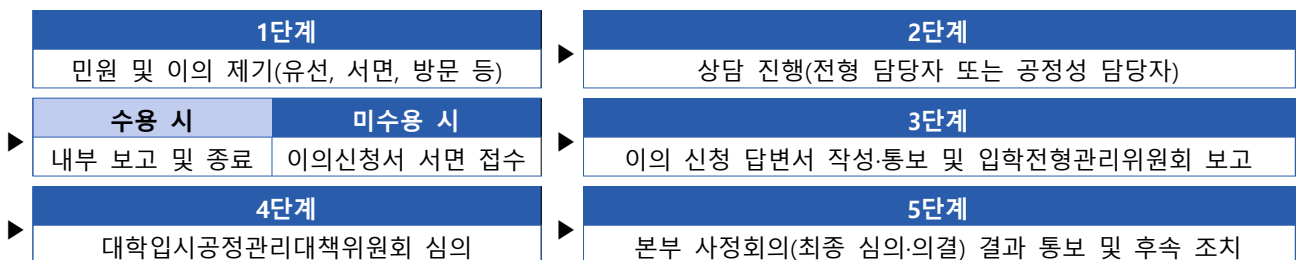 1단계
민원 및 이의 제기(유선, 서면, 방문 등)
▶
2단계
상담 진행(전형 담당자 또는 공정성 담당자)
▶
수용 시
내부 보고 및 종료
미수용 시
이의신청서 서면 접수
▶
3단계
이의 신청 답변서 작성·통보 및 입학전형관리위원회 보고
▶
4단계
대학입시공정관리대책위원회 심의
▶
5단계
본부 사정회의(최종 심의·의결) 결과 통보 및 후속 조치